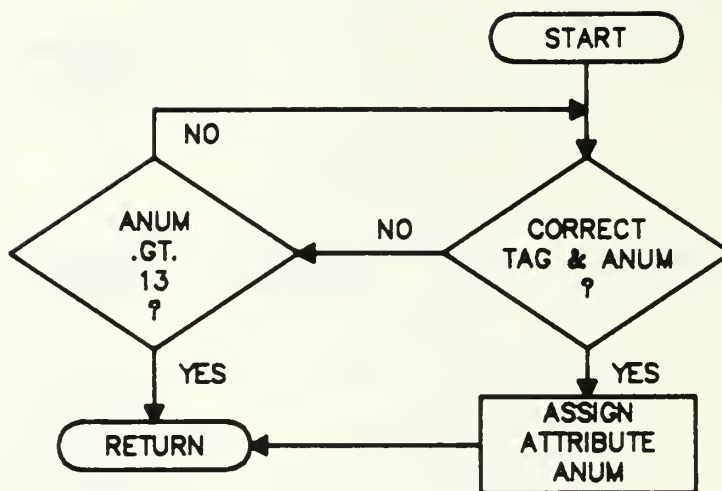 START
NO
ANUM
.GT.
13
?
NO
CORRECT
TAG & ANUM
?
YES
YES
RETURN
ASSIGN
ATTRIBUTE
ANUM